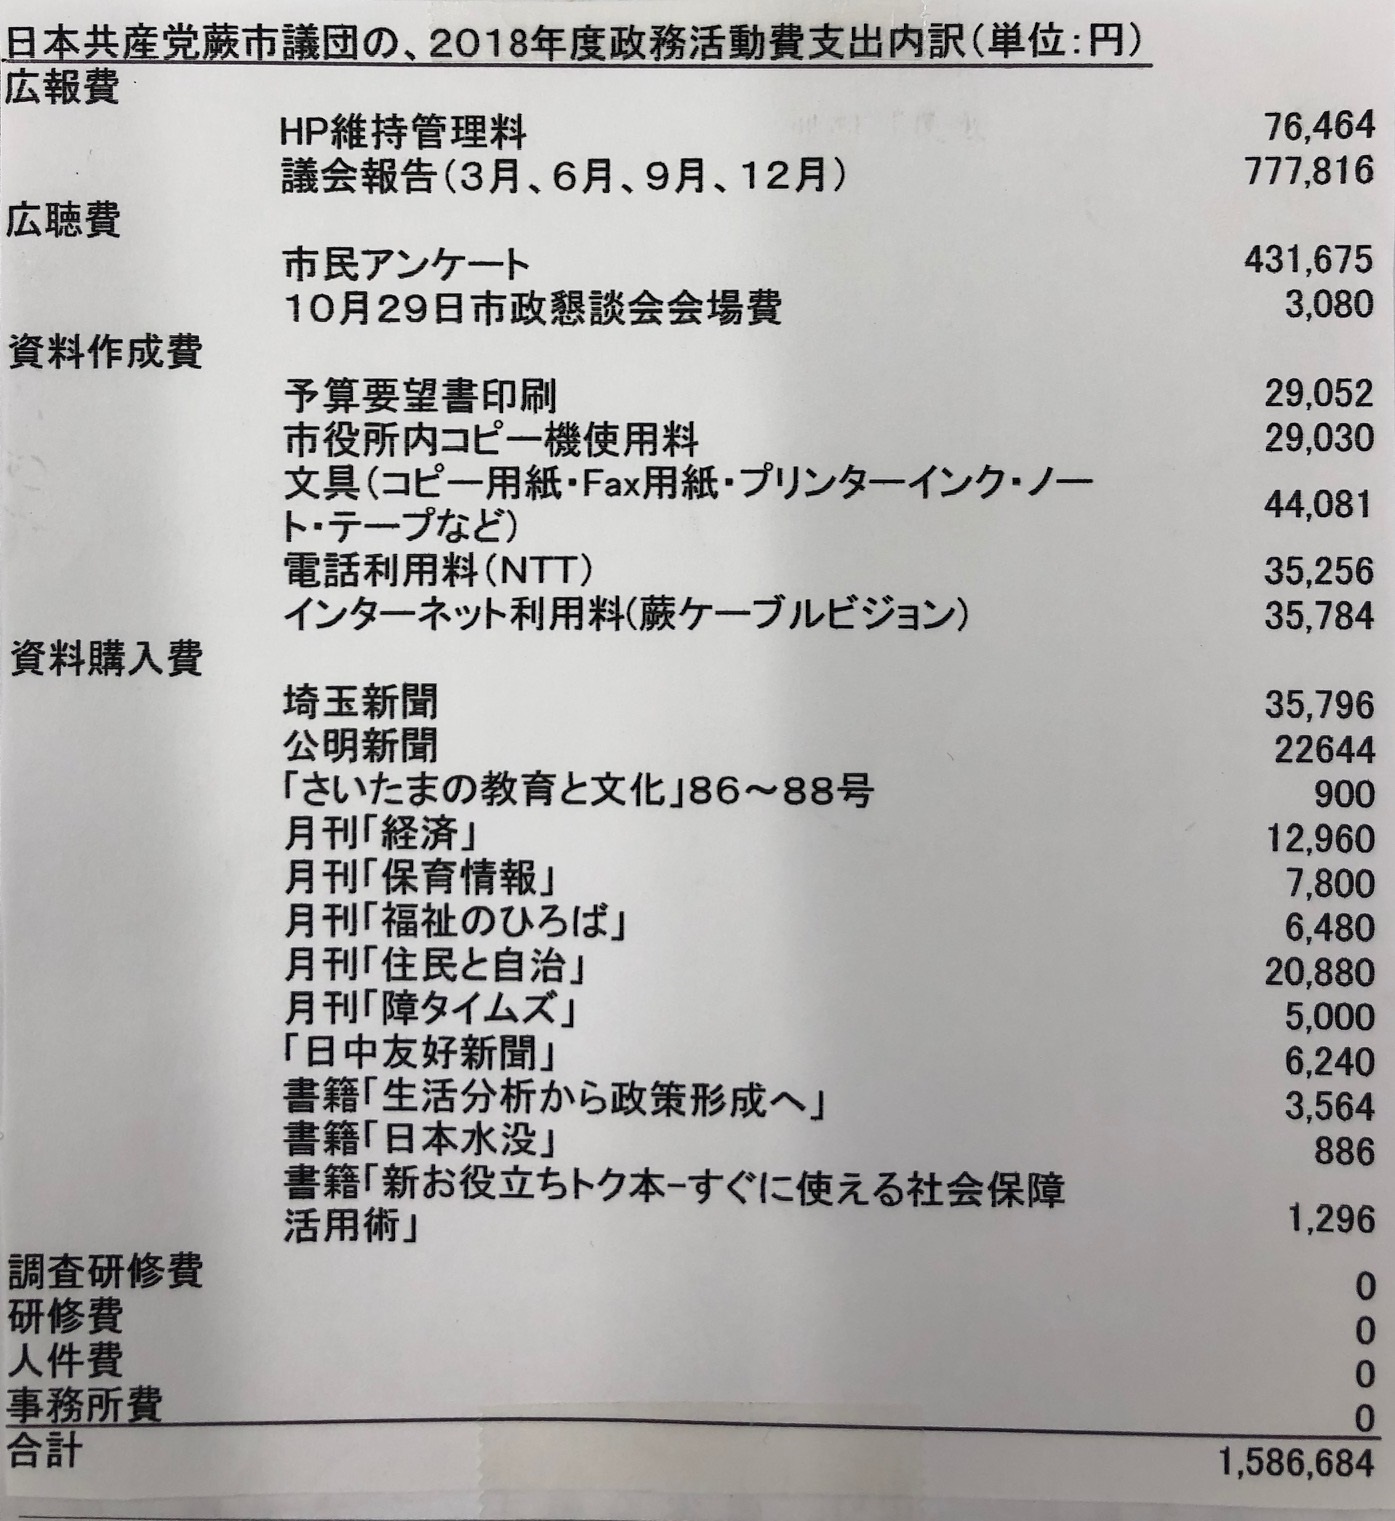 日本共産党蕨市議団の、2018年度政務活動費支出内訳(単位:円)
広報費
HP維持管理料 76,464
議会報告(3月、6月、9月、12月) 777,816
広聴費
市民アンケート 431,675
10月29日市政懇談会会場費 3,080
資料作成費
予算要望書印刷 29,052
市役所内コピー機使用料 29,030
文具(コピー用紙・Fax用紙・プリンターインク・ノー
ト・テープなど) 44,081
電話利用料(NTT) 35,256
インターネット利用料(蕨ケーブルビジョン) 35,784
資料購入費
埼玉新聞 35,796
公明新聞 22644
「さいたまの教育と文化」86～88号 900
月刊「経済」 12,960
月刊「保育情報」 7,800
月刊「福祉のひろば」 6,480
月刊「住民と自治」 20,880
月刊「障タイムズ」 5,000
「日中友好新聞」 6,240
書籍「生活分析から政策形成へ」 3,564
書籍「日本水没」 886
書籍「新お役立ちトク本-すぐに使える社会保障
活用術」 1,296
調査研修費 0
研修費 0
人件費 0
事務所費 0
合計 1,586,684